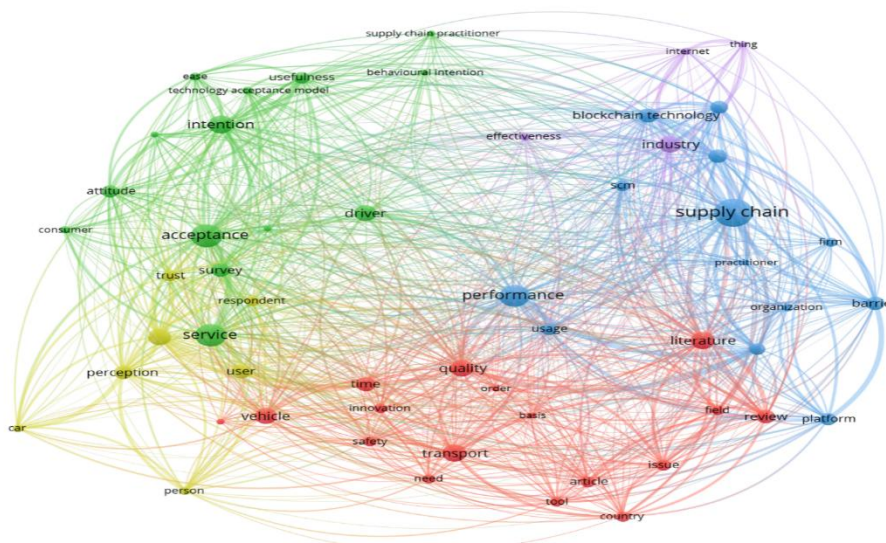 supply chain practitioner
thing
internet
ease
usefulness
behavioural intention
technology acceptance model
blockchain technology
intention
effectiveness
industry
attitude
scm
driver
supply chain
consumer
acceptance
firm
trust
survey
practitioner
respondent
performance
organization
barrie
service
usage
literature
perception
user
quality
time
order
vehicle
innovation
basis
field
review
platform
car
safety
transport
issue
need
article
person
tool
country